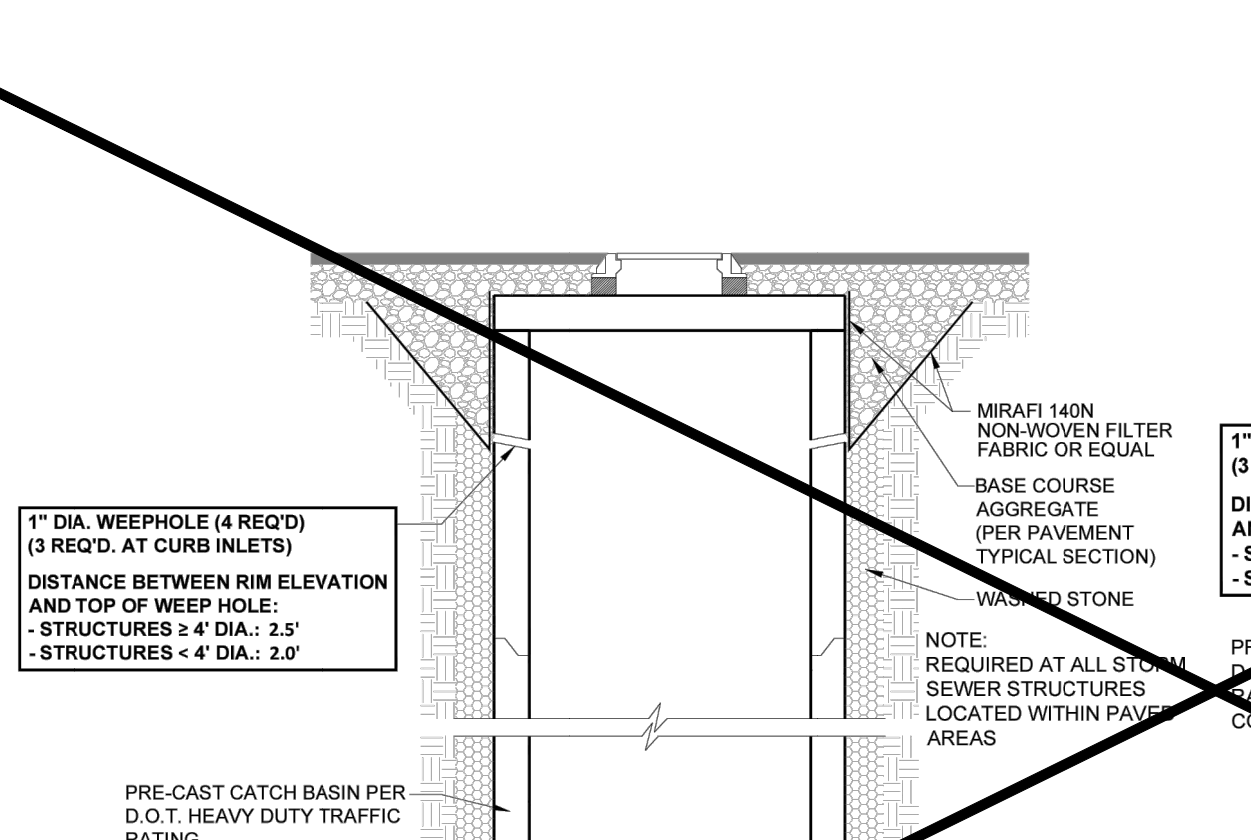 MIRAFI 140N
NON-WOVEN FILTER
FABRIC OR EQUAL
BASE COURSE
AGGREGATE
(PER PAVEMENT
TYPICAL SECTION)
WASHED STONE
1" DIA. WEEPHOLE (4 REQ'D)
(3 REQ'D. AT CURB INLETS)
DISTANCE BETWEEN RIM ELEVATION
AND TOP OF WEEP HOLE:
- STRUCTURES ≥ 4' DIA.: 2.5'
- STRUCTURES < 4' DIA.: 2.0'
NOTE:
REQUIRED AT ALL STORM
SEWER STRUCTURES
LOCATED WITHIN PAVED
AREAS
PRE-CAST CATCH BASIN PER
D.O.T. HEAVY DUTY TRAFFIC
RATING
1"
(3